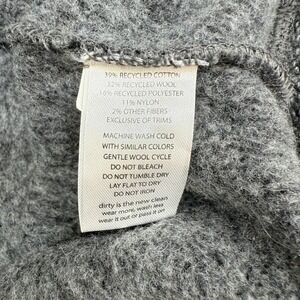 39% RECYCLED COTTON
32% RECYCLED WOOL
16% RECYCLED POLYESTER
11% NYLON
2% OTHER FIBERS
EXCLUSIVE OF TRIMS
MACHINE WASH COLD
WITH SIMILAR COLORS
GENTLE WOOL CYCLE
DO NOT BLEACH
DO NOT TUMBLE DRY
LAY FLAT TO DRY
DO NOT IRON
dirty is the new clean
wear more, wash less
wear it out or pass it on